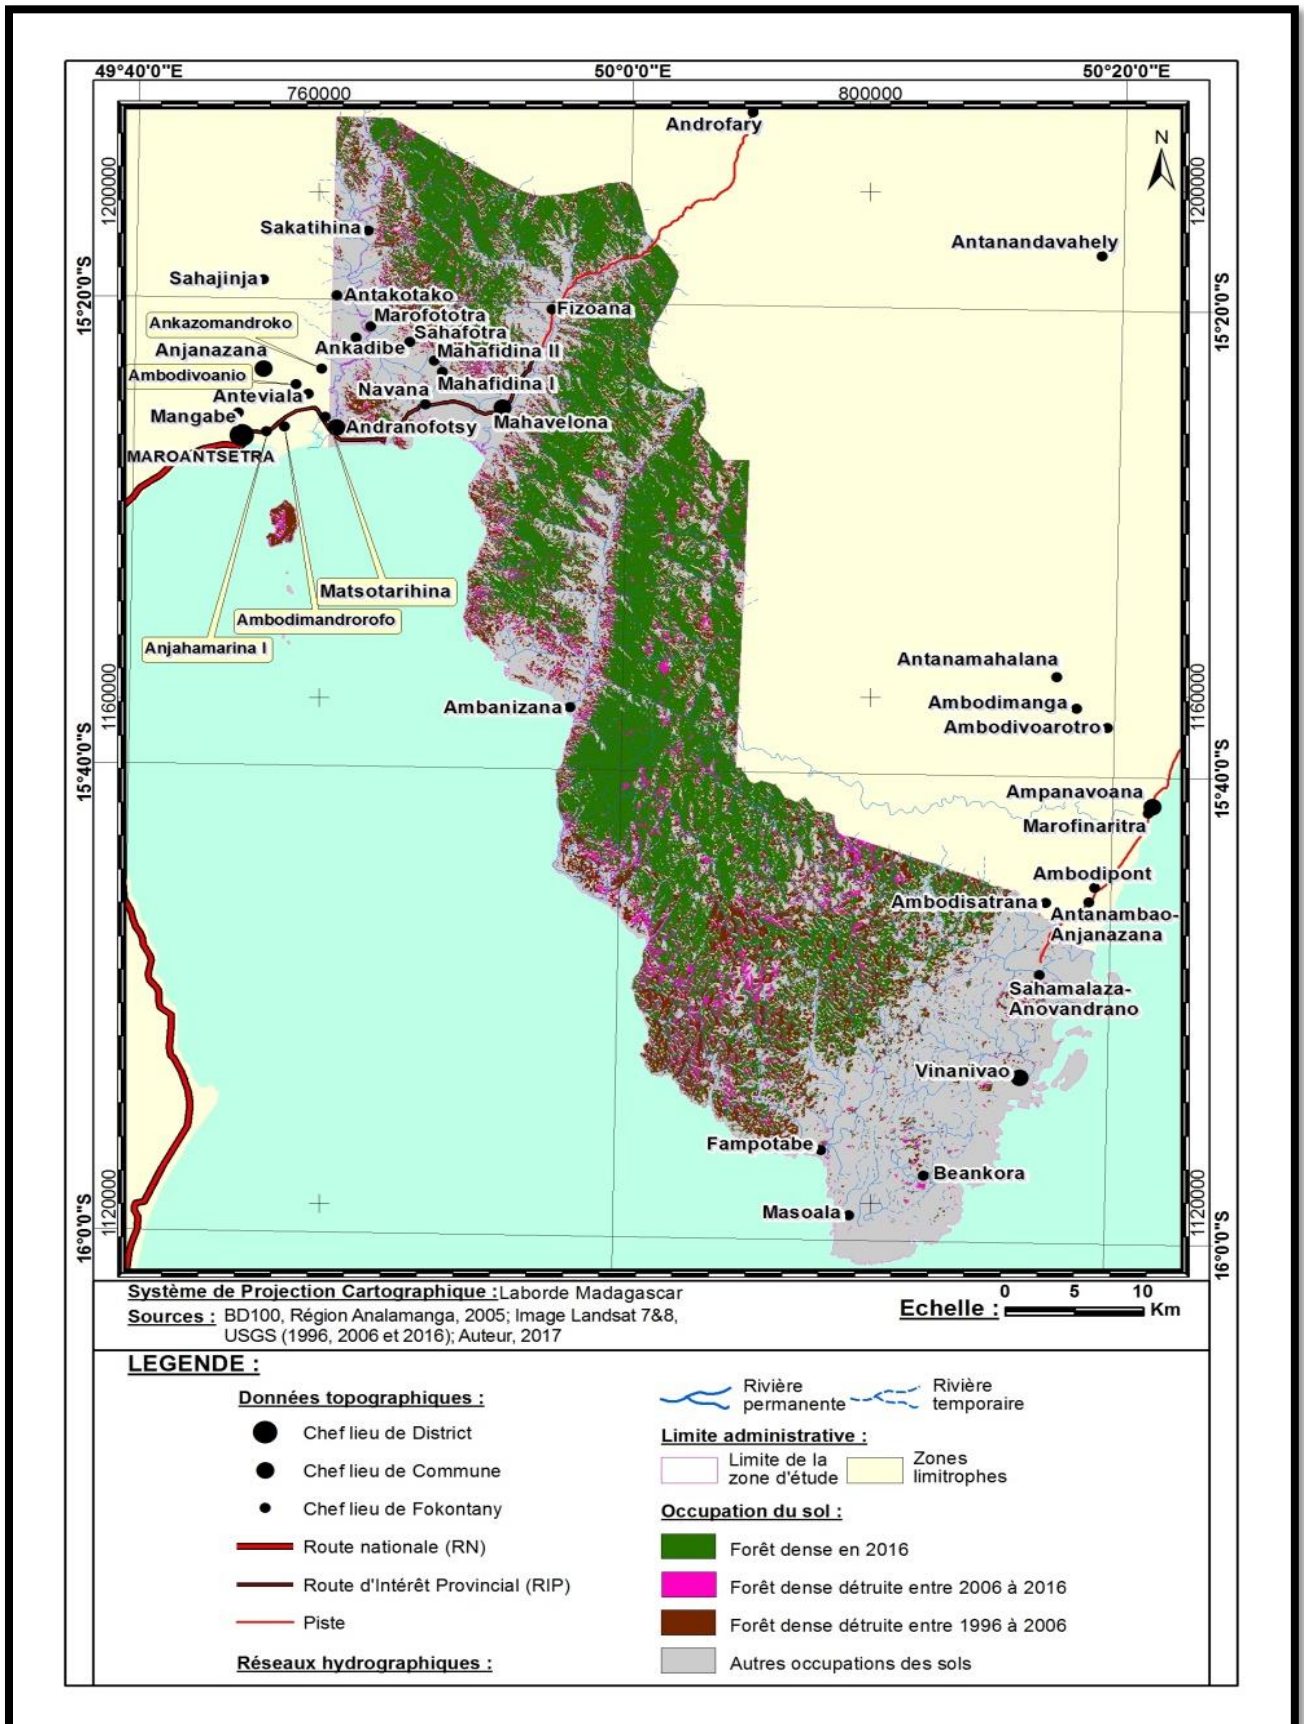 49°40'0"E
50°0'0"E
50°20'0"E
760000
800000
N
1200000
1200000
15°20'0"S
15°20'0"S
1160000
1160000
15°40'0"S
15°40'0"S
1120000
1120000
16°0'0"S
16°0'0"S
Androfary
Sakatihina
Antanandavahely
Sahajinja
Antakotako
Fizoana
Marofototra
Ankazomandroko
Sahafotra
Ankadibe
Mahafidina II
Anjanazana
Ambodivoanio
Mahafidina I
Navana
Anteviala
Mangabe
Mahavelona
Andranofotsy
MAROANTSETRA
Matsotarihina
Ambodimandrorofo
Anjahamarina I
Antanamahalana
Ambanizana
Ambodimanga
Ambodivoarotro
Ampanavoana
Marofinaritra
Ambodipont
Ambodisatrana
Antanambao-
Anjanazana
Sahamalaza-
Anovandrano
Vinanivao
Fampotabe
Beankora
Masoala
Système de Projection Cartographique : Laborde Madagascar
Sources : BD100, Région Analamanga, 2005; Image Landsat 7&8,
USGS (1996, 2006 et 2016); Auteur, 2017
Echelle : 0 5 10 Km
LEGENDE :
Données topographiques :
Chef lieu de District
Chef lieu de Commune
Chef lieu de Fokontany
Route nationale (RN)
Route d'Intérêt Provincial (RIP)
Piste
Réseaux hydrographiques :
Rivière
permanente
Rivière
temporaire
Limite administrative :
Limite de la
zone d'étude
Zones
limitrophes
Occupation du sol :
Forêt dense en 2016
Forêt dense détruite entre 2006 à 2016
Forêt dense détruite entre 1996 à 2006
Autres occupations des sols